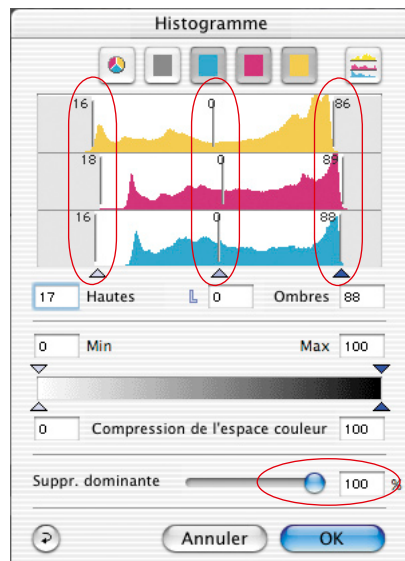 Histogramme
16 0 86
18 0 89
16 0 88
17 Hautes L 0 Ombres 88
0 Min Max 100
0 Compression de l'espace couleur 100
Suppr. dominante 100 %
Annuler OK